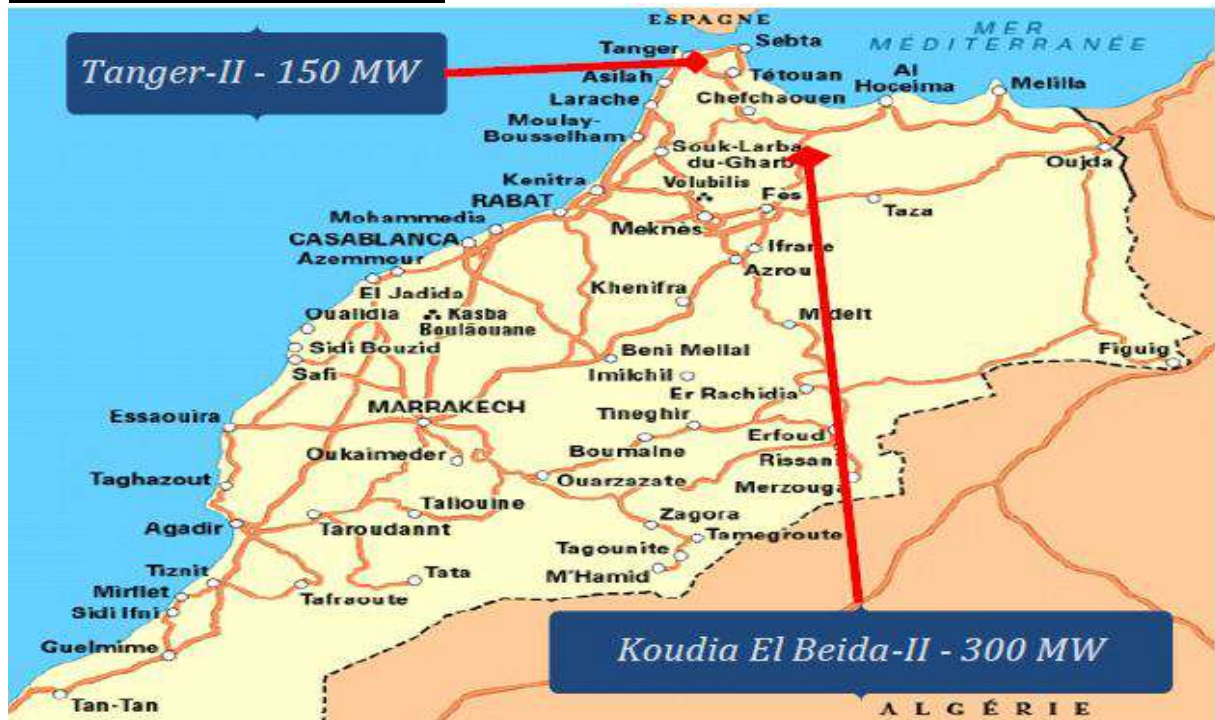 ESPAGNE
MER
MÉDITERRANÉE
Tanger-II - 150 MW
Tanger
Sebta
Asilah
Tétouan
Al
Hoceima
Melilla
Larache
Chefchaouen
Moulay-
Bousselham
Souk-Larba
du-Gharb
Oujda
Kenitra
Volubilis
Fès
RABAT
Taza
Mohammedia
Meknès
CASABLANCA
Ifrane
Azemmour
Azrou
El Jadida
Khenifra
Oualidia
Kasba
Boulâouane
Midelt
Sidi Bouzid
Beni Mellal
Figuig
Safi
Imilchil
Er Rachidia
MARRAKECH
Tineghir
Essaouira
Erfoud
Oukaimeder
Boumalne
Rissani
Taghazout
Ouarzazate
Merzouga
Taliouine
Agadir
Taroudannt
Zagora
Tamegroute
Tagounite
Tiznit
Tata
M'Hamid
Mirflet
Tafraoute
Sidi Ifni
Guelmime
Koudia El Beida-II - 300 MW
Tan-Tan
ALGÉRIE